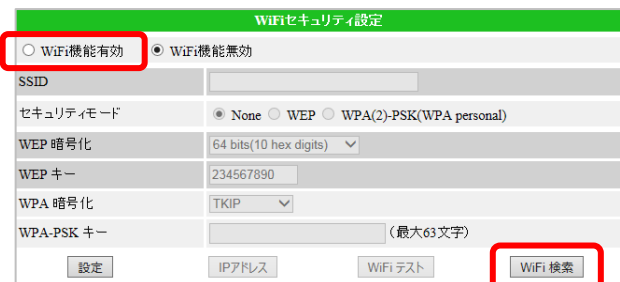 WiFiセキュリティ設定
WiFi機能有効 WiFi機能無効
SSID
セキュリティモード None WEP WPA(2)-PSK(WPA personal)
WEP 暗号化 64 bits(10 hex digits)
WEP キー 234567890
WPA 暗号化 TKIP
WPA-PSK キー (最大63文字)
設定 IPアドレス WiFi テスト WiFi 検索